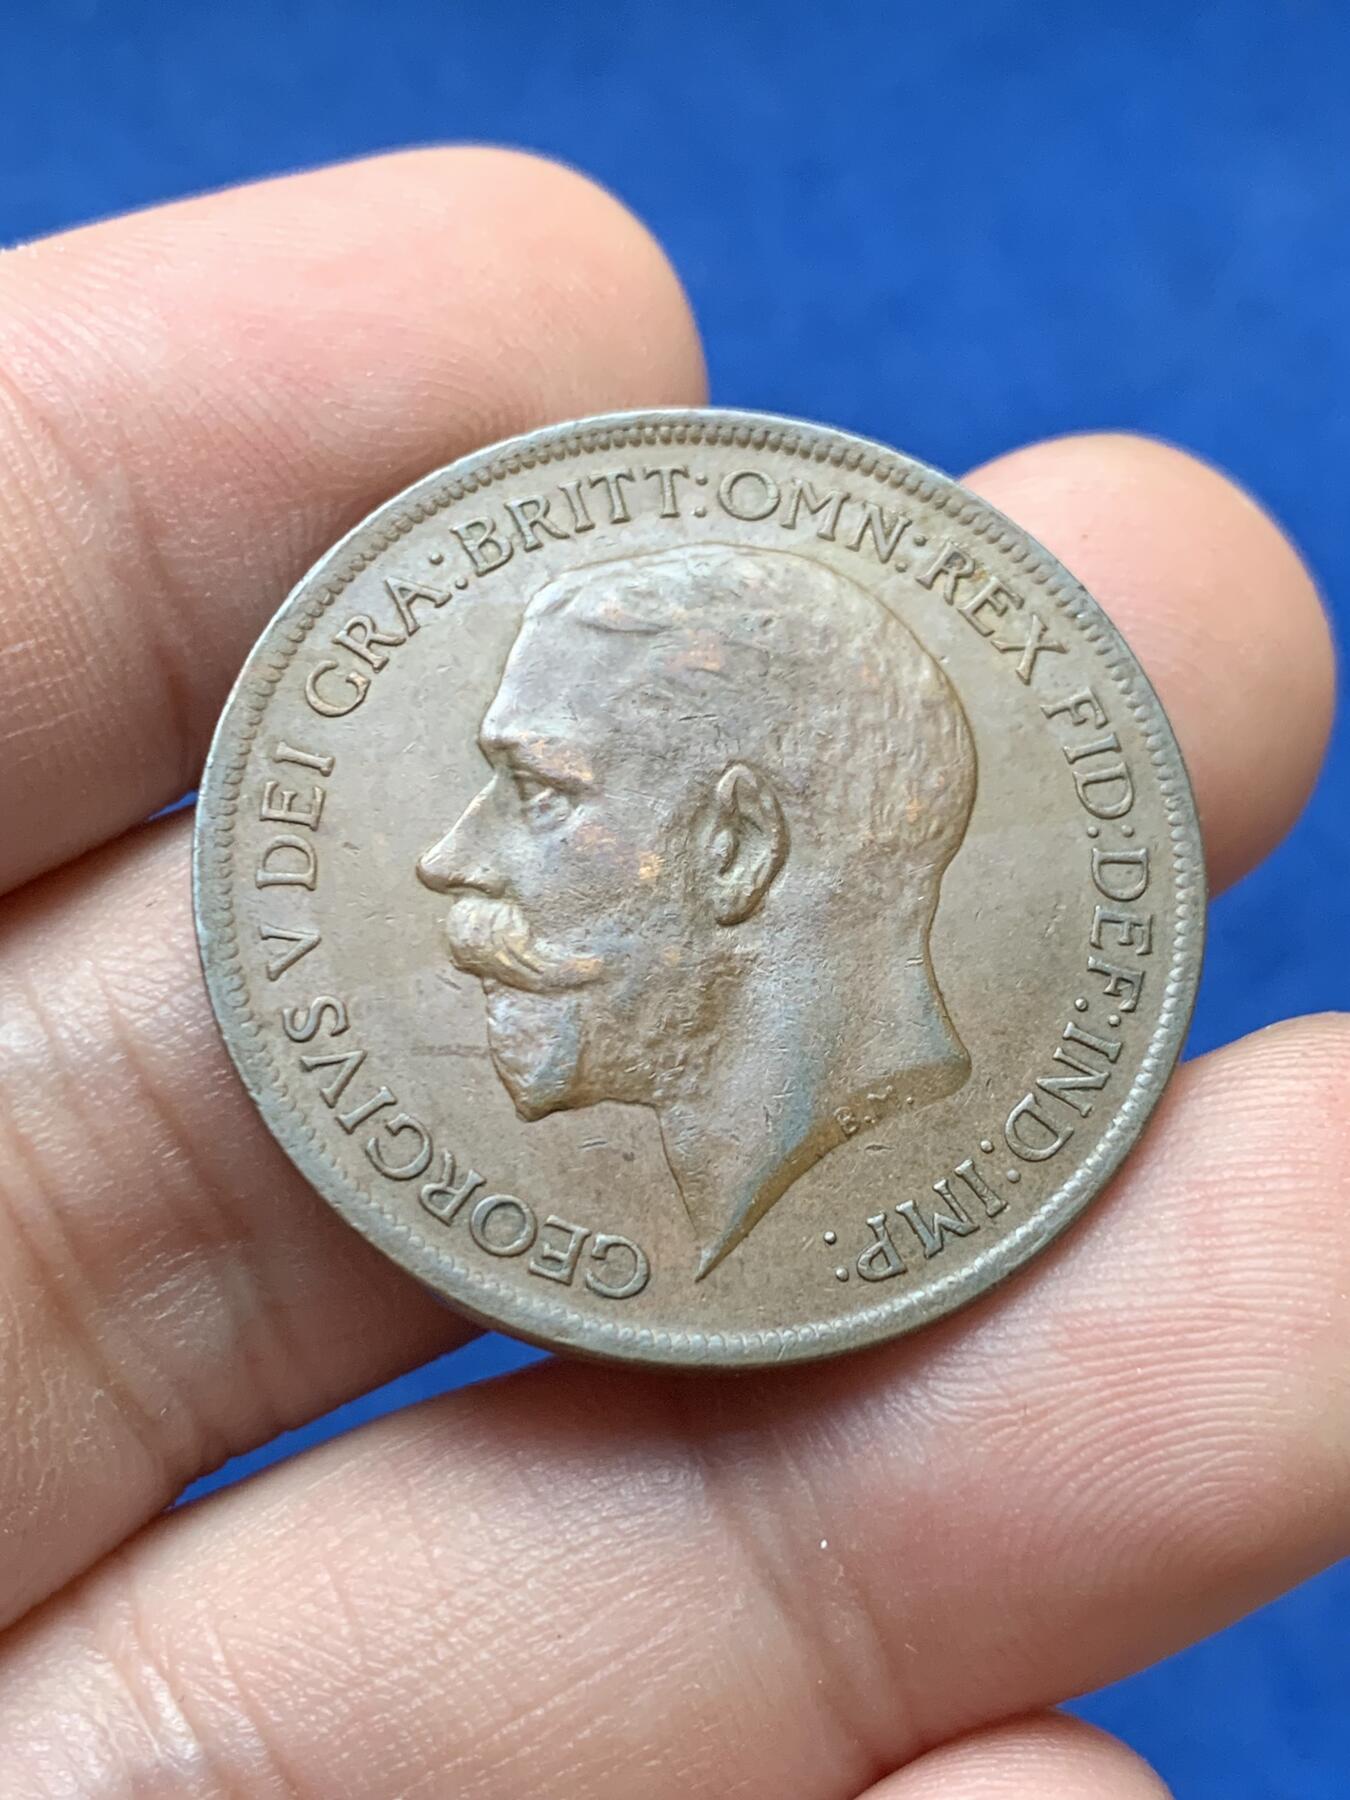 GEORGIVS V DEI GRA: BRITT: OMN: REX FID: DEF: IND: IMP:
B.M.